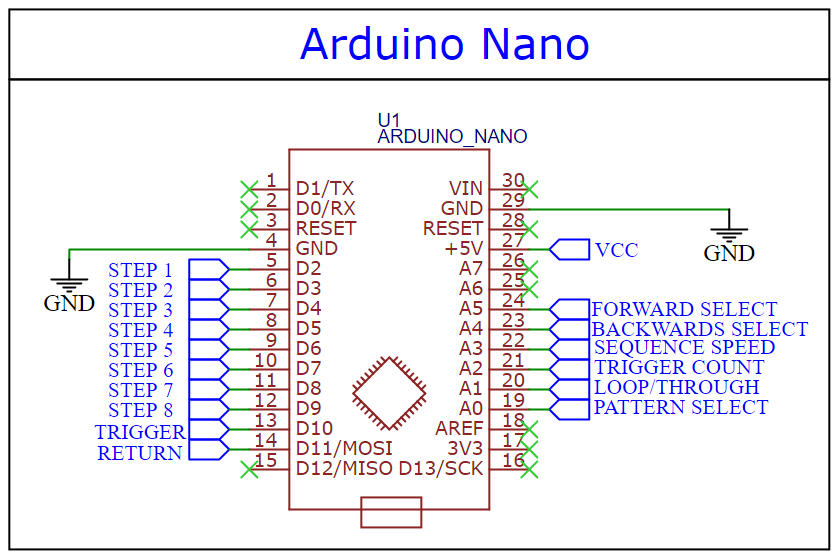 Arduino Nano
U1
ARDUINO_NANO
1 D1/TX VIN 30
2 D0/RX GND 29
3 RESET RESET 28
4 GND +5V 27 VCC
GND
GND
STEP 1 5 D2 A7 26
STEP 2 6 D3 A6 25
STEP 3 7 D4 A5 24 FORWARD SELECT
STEP 4 8 D5 A4 23 BACKWARDS SELECT
STEP 5 9 D6 A3 22 SEQUENCE SPEED
STEP 6 10 D7 A2 21 TRIGGER COUNT
STEP 7 11 D8 A1 20 LOOP/THROUGH
STEP 8 12 D9 A0 19 PATTERN SELECT
TRIGGER 13 D10 AREF 18
RETURN 14 D11/MOSI 3V3 17
15 D12/MISO D13/SCK 16